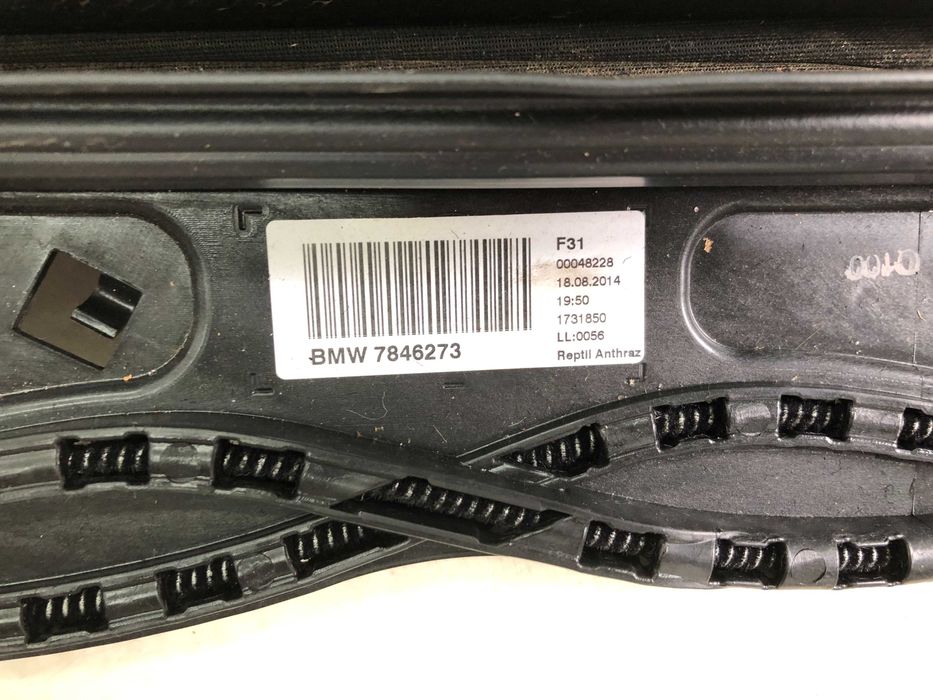 F31
00048228
18.08.2014
19:50
1731850
LL:0056
Reptil Anthraz
BMW 7846273